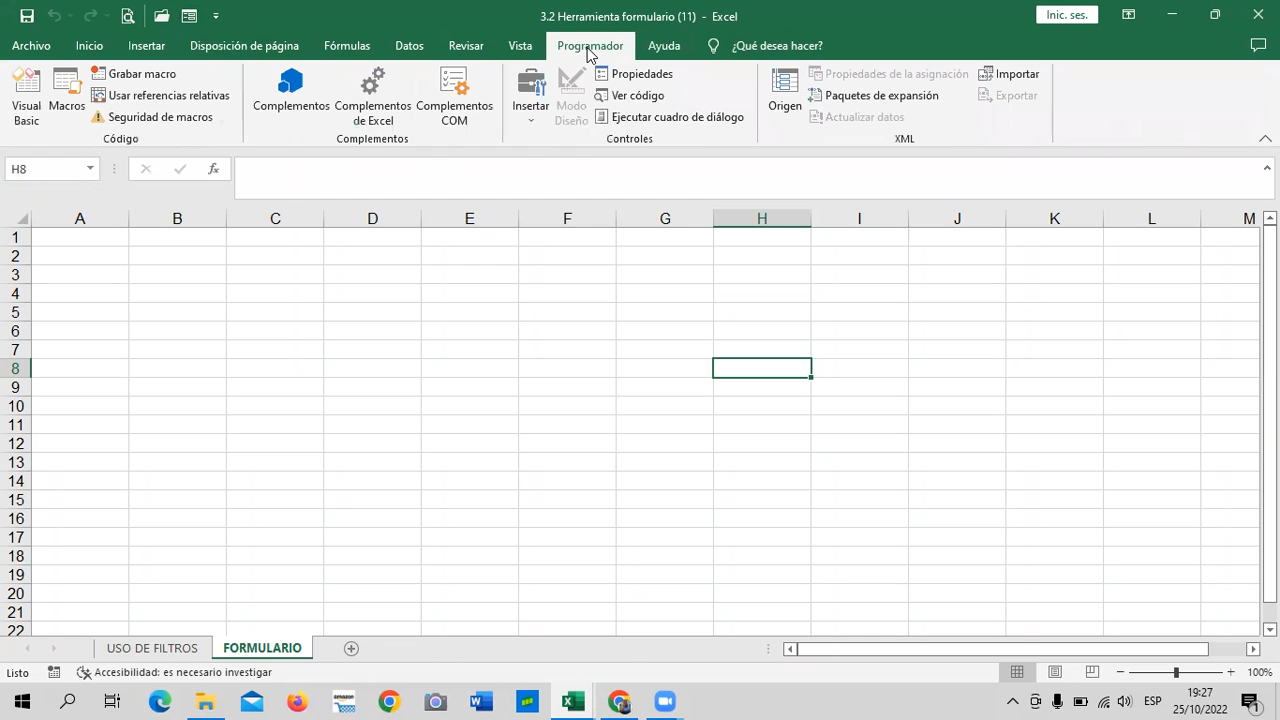 3.2 Herramienta formulario (11) - Excel
Inic. ses.
Archivo Inicio Insertar Disposición de página Fórmulas Datos Revisar Vista Programador Ayuda ¿Qué desea hacer?
Visual Basic
Macros
Grabar macro
Usar referencias relativas
Seguridad de macros
Código
Complementos
Complementos de Excel
Complementos COM
Complementos
Insertar
Modo Diseño
Propiedades
Ver código
Ejecutar cuadro de diálogo
Controles
Origen
Propiedades de la asignación
Paquetes de expansión
Actualizar datos
Importar
Exportar
XML
H8
fx
A B C D E F G H I J K L M
1
2
3
4
5
6
7
8
9
10
11
12
13
14
15
16
17
18
19
20
21
22
USO DE FILTROS FORMULARIO
Listo Accesibilidad: es necesario investigar 100%
amazon
ESP
19:27
25/10/2022
1